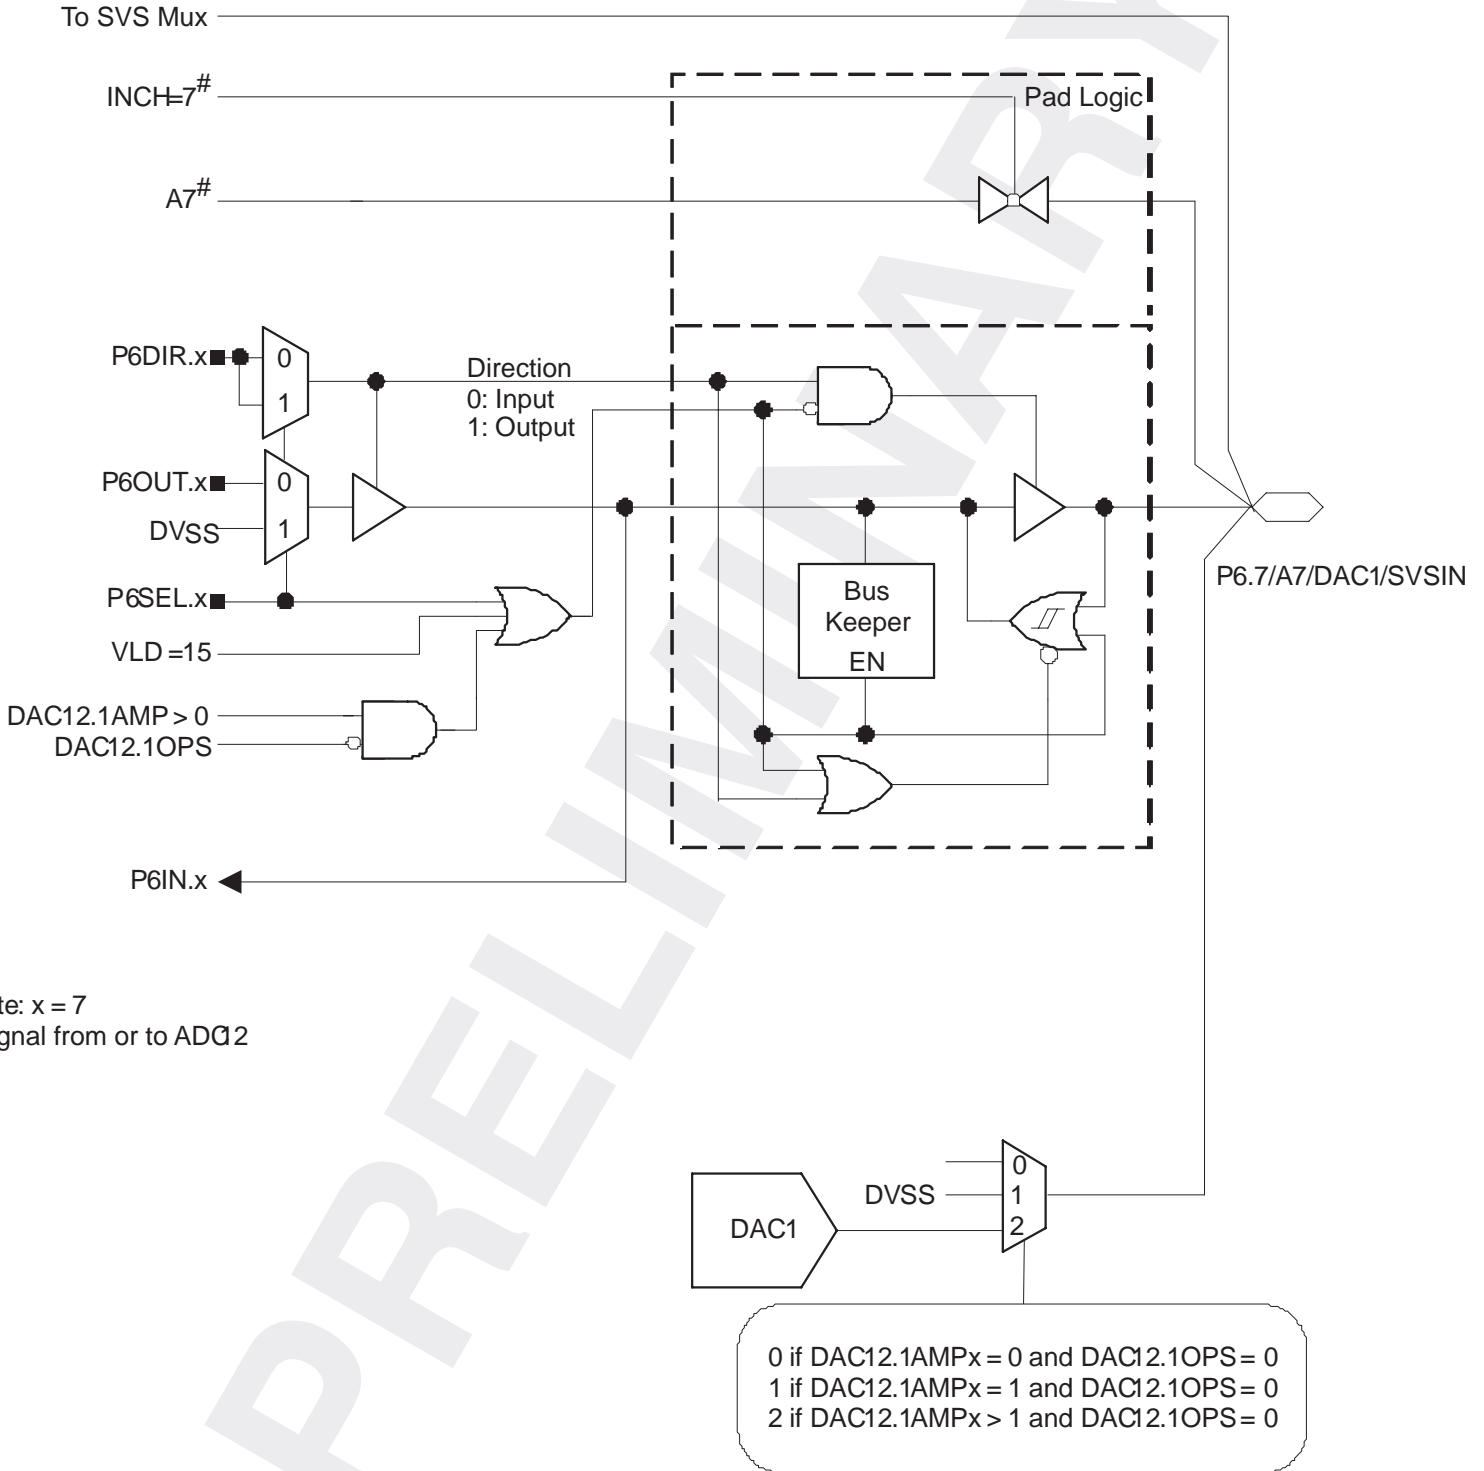 To SVS Mux
INCH=7#
Pad Logic
A7#
P6DIR.x
0
1
Direction
0: Input
1: Output
P6OUT.x
0
DVSS
1
P6SEL.x
VLD =15
DAC12.1AMP > 0
DAC12.1OPS
Bus
Keeper
EN
P6.7/A7/DAC1/SVSIN
P6IN.x
te: x = 7
gnal from or to ADC12
0
DVSS
1
2
DAC1
0 if DAC12.1AMPx = 0 and DAC12.1OPS = 0
1 if DAC12.1AMPx = 1 and DAC12.1OPS = 0
2 if DAC12.1AMPx > 1 and DAC12.1OPS = 0
PRELIMINARY